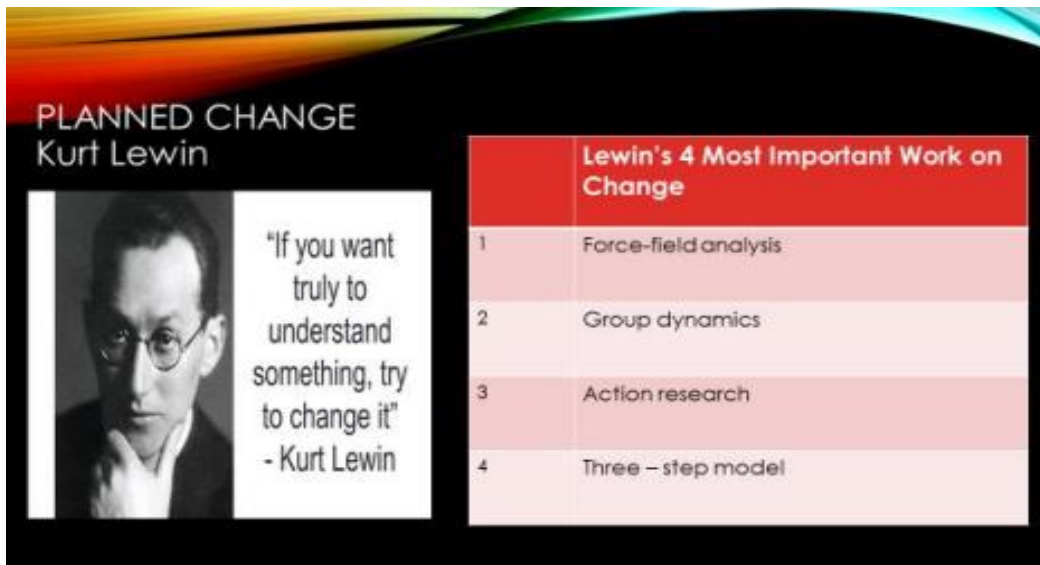 PLANNED CHANGE
Kurt Lewin
“If you want
truly to
understand
something, try
to change it”
- Kurt Lewin
Lewin’s 4 Most Important Work on
Change
1 Force-field analysis
2 Group dynamics
3 Action research
4 Three – step model